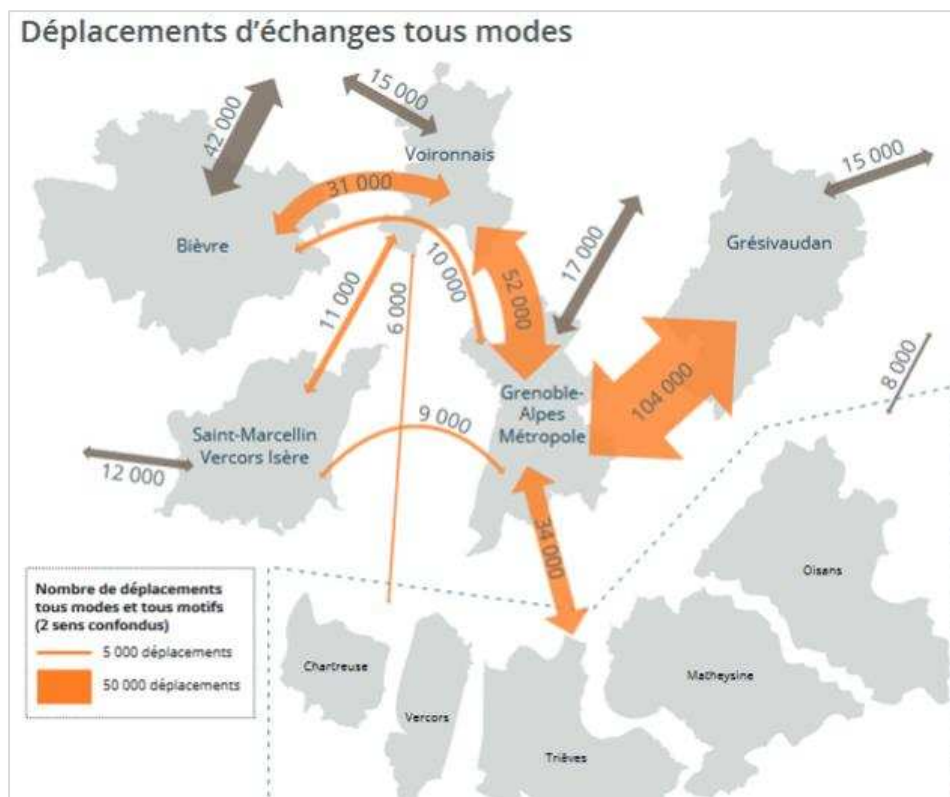 Déplacements d'échanges tous modes
42 000
15 000
Voironnais
15 000
31 000
Bièvre
Grésivaudan
17 000
10 000
52 000
11 000
6 000
8 000
104 000
Grenoble-
Alpes
Métropole
9 000
Saint-Marcellin
Vercors Isère
12 000
34 000
Nombre de déplacements
tous modes et tous motifs
(2 sens confondus)
5 000 déplacements
50 000 déplacements
Oisans
Chartreuse
Matheysine
Vercors
Trièves